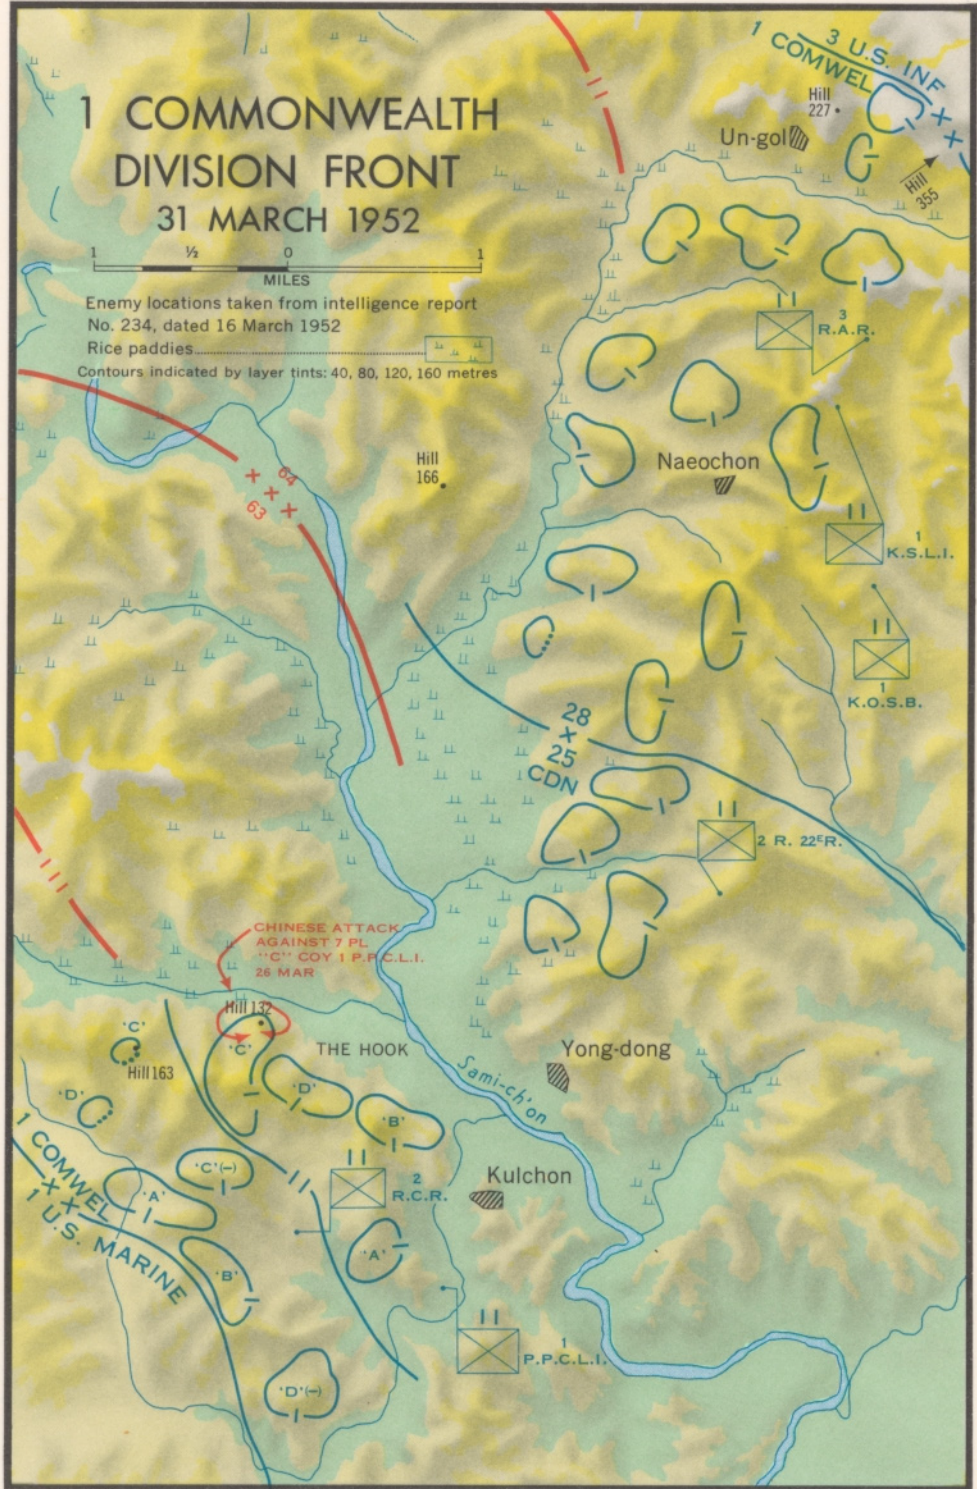 1 COMMONWEALTH
DIVISION FRONT
31 MARCH 1952
1 ½ 0 1
MILES
Enemy locations taken from intelligence report
No. 234, dated 16 March 1952
Rice paddies
Contours indicated by layer tints: 40, 80, 120, 160 metres
3 U.S. INF
1 COMWEL
Hill
227
Un-gol
Hill
355
3
R.A.R.
Hill
166
Naeochon
64
63
1
K.S.L.I.
1
K.O.S.B.
28
25
CDN
2 R. 22ᴱR.
CHINESE ATTACK
AGAINST 7 PL
"C" COY 1 P.P.C.L.I.
26 MAR
Hill 132
'C'
THE HOOK
'C'
Hill 163
'D'
'D'
'B'
Sami-ch'on
Yong-dong
Kulchon
1 COMWEL
1 U.S. MARINE
'C'(-)
'A'
2
R.C.R.
'A'
'B'
1
P.P.C.L.I.
'D'(-)